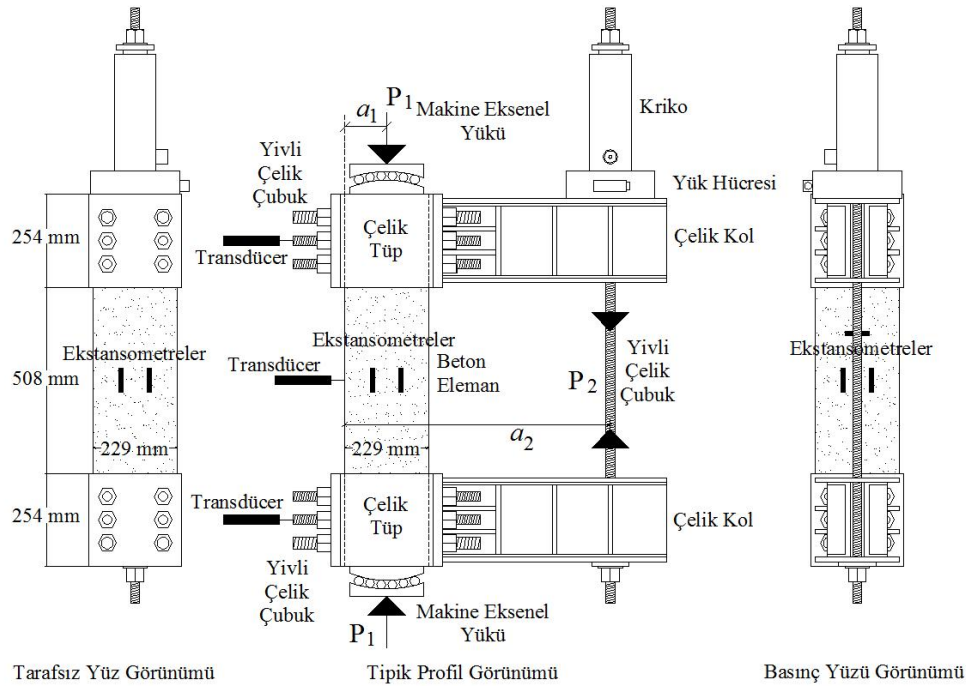 254 mm
Ekstansometreler
508 mm
229 mm
254 mm
Tarafsız Yüz Görünümü
a1
P1
Makine Eksenel
Yükü
Yivli
Çelik
Çubuk
Transdücer
Çelik
Tüp
Kriko
Yük Hücresi
Çelik Kol
Ekstansometreler
Transdücer
Beton
Eleman
P2
Yivli
Çelik
Çubuk
a2
229 mm
Transdücer
Çelik
Tüp
Çelik Kol
Yivli
Çelik
Çubuk
P1
Makine Eksenel
Yükü
Tipik Profil Görünümü
Ekstansometreler
Basınç Yüzü Görünümü